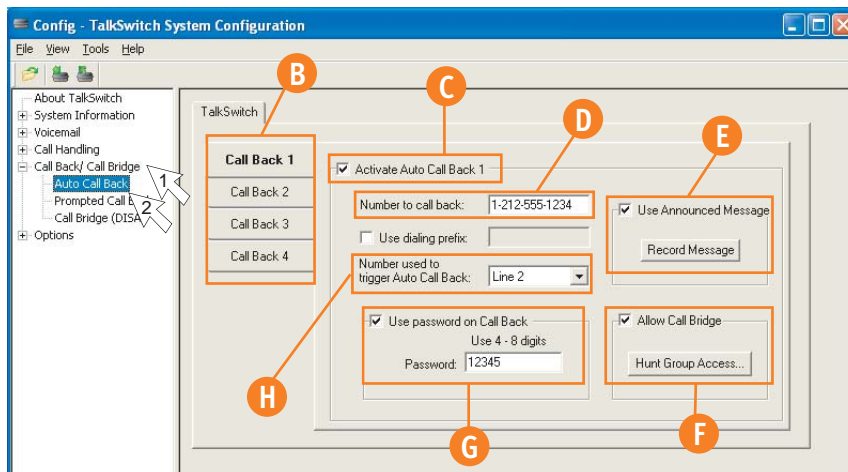 Config - TalkSwitch System Configuration
File View Tools Help
About TalkSwitch
System Information
Voicemail
Call Handling
Call Back/ Call Bridge
Auto Call Back
Prompted Call B
Call Bridge (DISA
Options
1
2
TalkSwitch
B
C
D
E
Call Back 1
Call Back 2
Call Back 3
Call Back 4
Activate Auto Call Back 1
Number to call back: 1-212-555-1234
Use dialing prefix:
Number used to
trigger Auto Call Back: Line 2
Use Announced Message
Record Message
Use password on Call Back
Use 4 - 8 digits
Password: 12345
Allow Call Bridge
Hunt Group Access...
H
G
F